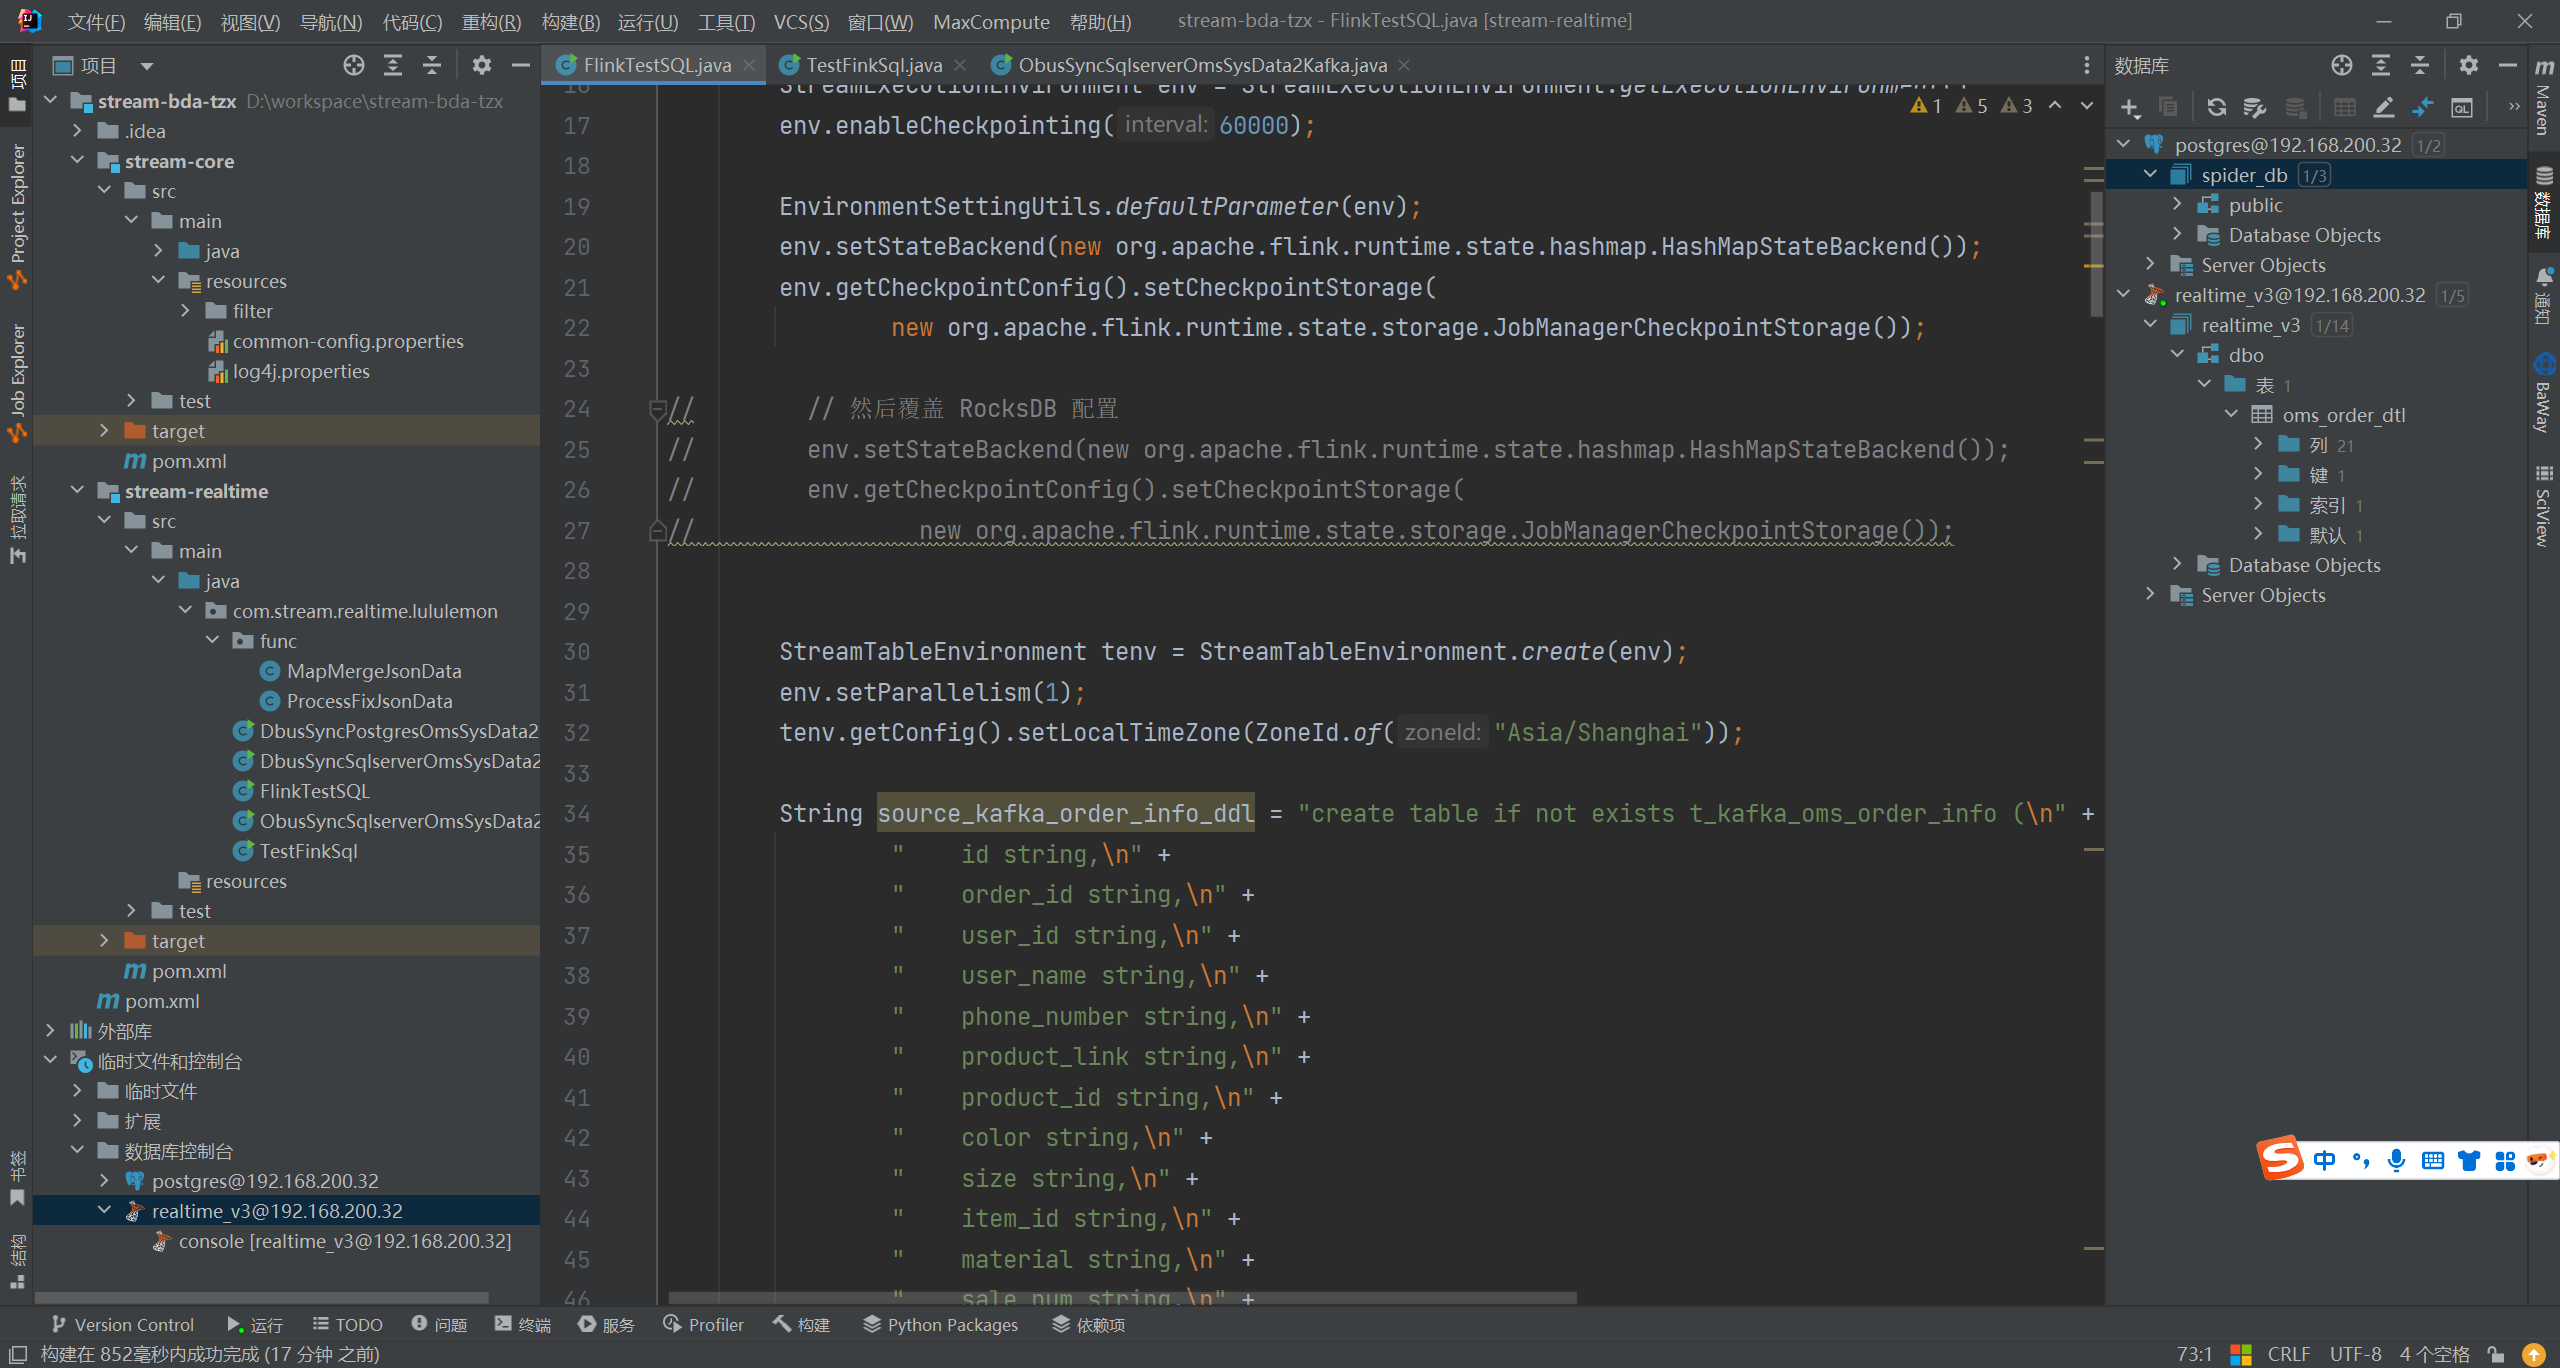 文件(F) 编辑(E) 视图(V) 导航(N) 代码(C) 重构(R) 构建(B) 运行(U) 工具(T) VCS(S) 窗口(W) MaxCompute 帮助(H) stream-bda-tzx - FlinkTestSQL.java [stream-realtime]
项目
Project Explorer
Job Explorer
拉取请求
书签
结构
项目
stream-bda-tzx D:\workspace\stream-bda-tzx
.idea
stream-core
src
main
java
resources
filter
common-config.properties
log4j.properties
test
target
pom.xml
stream-realtime
src
main
java
com.stream.realtime.lululemon
func
MapMergeJsonData
ProcessFixJsonData
DbusSyncPostgresOmsSysData2
DbusSyncSqlserverOmsSysData2
FlinkTestSQL
ObusSyncSqlserverOmsSysData2
TestFinkSql
resources
test
target
pom.xml
pom.xml
外部库
临时文件和控制台
临时文件
扩展
数据库控制台
postgres@192.168.200.32
realtime_v3@192.168.200.32
console [realtime_v3@192.168.200.32]
FlinkTestSQL.java TestFinkSql.java ObusSyncSqlserverOmsSysData2Kafka.java
1 5 3
16 StreamExecutionEnvironment env = StreamExecutionEnvironment.getExecutionEnvironment();
17 env.enableCheckpointing( interval: 60000);
18
19 EnvironmentSettingUtils.defaultParameter(env);
20 env.setStateBackend(new org.apache.flink.runtime.state.hashmap.HashMapStateBackend());
21 env.getCheckpointConfig().setCheckpointStorage(
22 new org.apache.flink.runtime.state.storage.JobManagerCheckpointStorage());
23
24 // // 然后覆盖 RocksDB 配置
25 // env.setStateBackend(new org.apache.flink.runtime.state.hashmap.HashMapStateBackend());
26 // env.getCheckpointConfig().setCheckpointStorage(
27 // new org.apache.flink.runtime.state.storage.JobManagerCheckpointStorage());
28
29
30 StreamTableEnvironment tenv = StreamTableEnvironment.create(env);
31 env.setParallelism(1);
32 tenv.getConfig().setLocalTimeZone(ZoneId.of( zoneId: "Asia/Shanghai"));
33
34 String source_kafka_order_info_ddl = "create table if not exists t_kafka_oms_order_info (\n" +
35 " id string,\n" +
36 " order_id string,\n" +
37 " user_id string,\n" +
38 " user_name string,\n" +
39 " phone_number string,\n" +
40 " product_link string,\n" +
41 " product_id string,\n" +
42 " color string,\n" +
43 " size string,\n" +
44 " item_id string,\n" +
45 " material string,\n" +
46 " sale_num string,\n" +
数据库
postgres@192.168.200.32 1/2
spider_db 1/3
public
Database Objects
Server Objects
realtime_v3@192.168.200.32 1/5
realtime_v3 1/14
dbo
表 1
oms_order_dtl
列 21
键 1
索引 1
默认 1
Database Objects
Server Objects
Maven
数据库
通知
BaWay
SciView
中
Version Control 运行 TODO 问题 终端 服务 Profiler 构建 Python Packages 依赖项
构建在 852毫秒内成功完成 (17 分钟 之前) 73:1 CRLF UTF-8 4 个空格